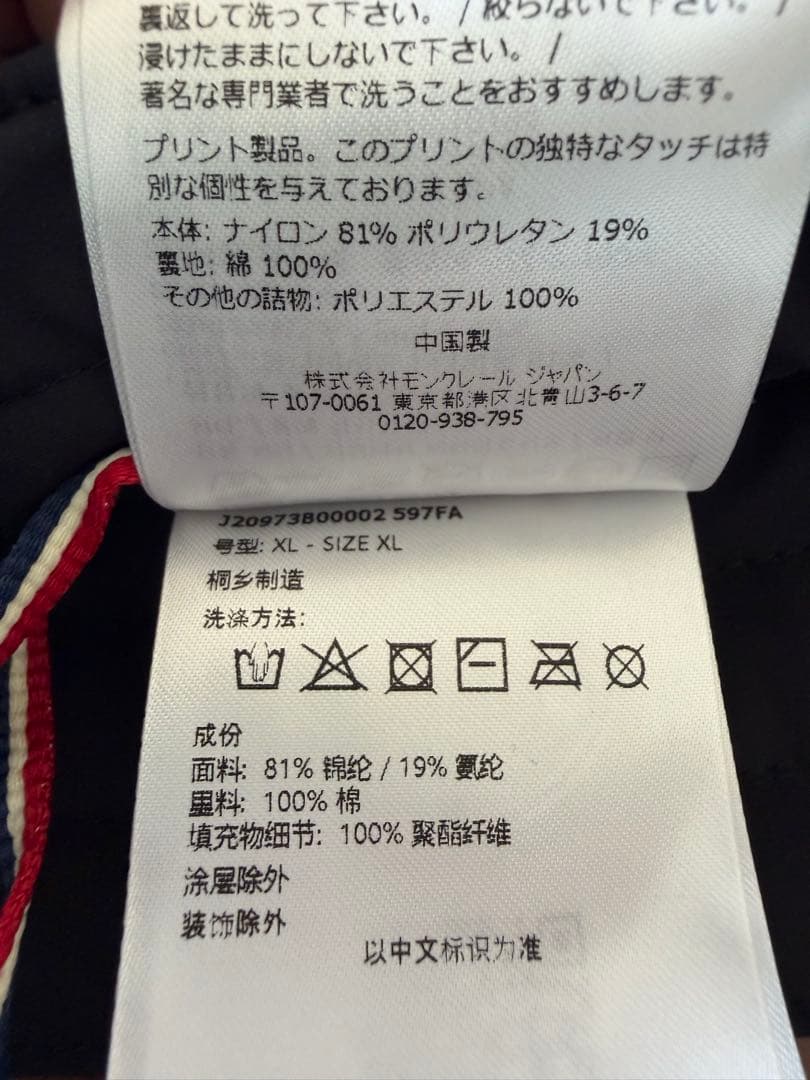 裏返して洗って下さい。 / 絞らないで下さい。 /
浸けたままにしないで下さい。 /
著名な専門業者で洗うことをおすすめします。
プリント製品。このプリントの独特なタッチは特
別な個性を与えております。
本体: ナイロン 81% ポリウレタン 19%
裏地: 綿 100%
その他の詰物: ポリエステル 100%
中国製
株式会社モンクレール ジャパン
〒107-0061 東京都港区北青山3-6-7
0120-938-795
J20973B00002 597FA
号型: XL - SIZE XL
桐乡制造
洗涤方法:
成份
面料: 81% 锦纶 / 19% 氨纶
里料: 100% 棉
填充物细节: 100% 聚酯纤维
涂层除外
装饰除外
以中文标识为准